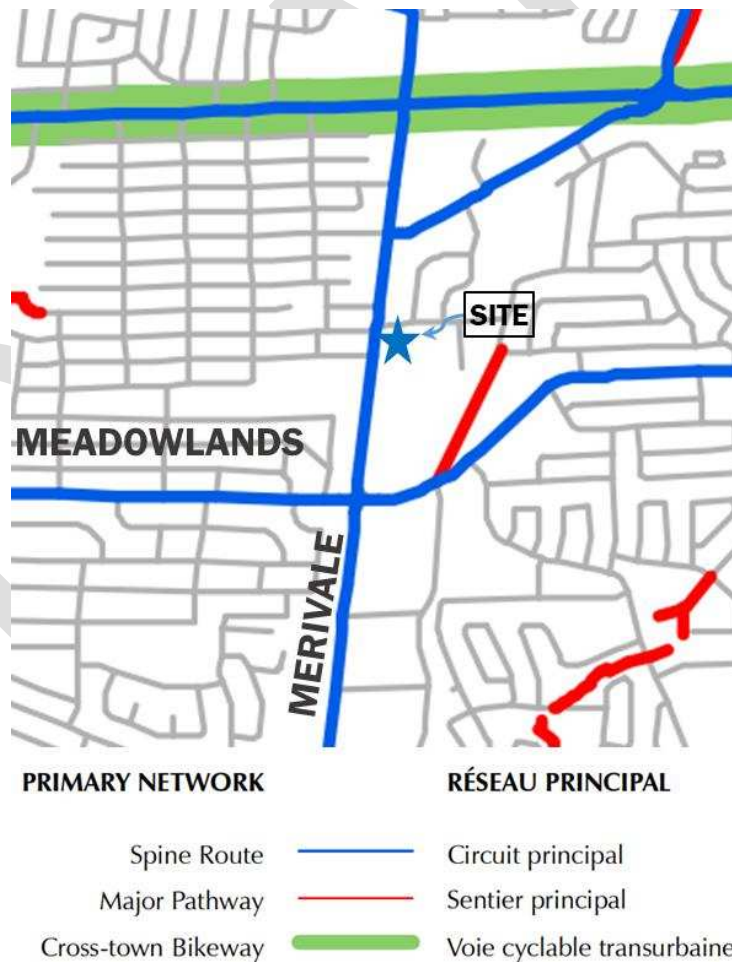 SITE
MEADOWLANDS
MERIVALE
PRIMARY NETWORK RÉSEAU PRINCIPAL
Spine Route Circuit principal
Major Pathway Sentier principal
Cross-town Bikeway Voie cyclable transurbaine